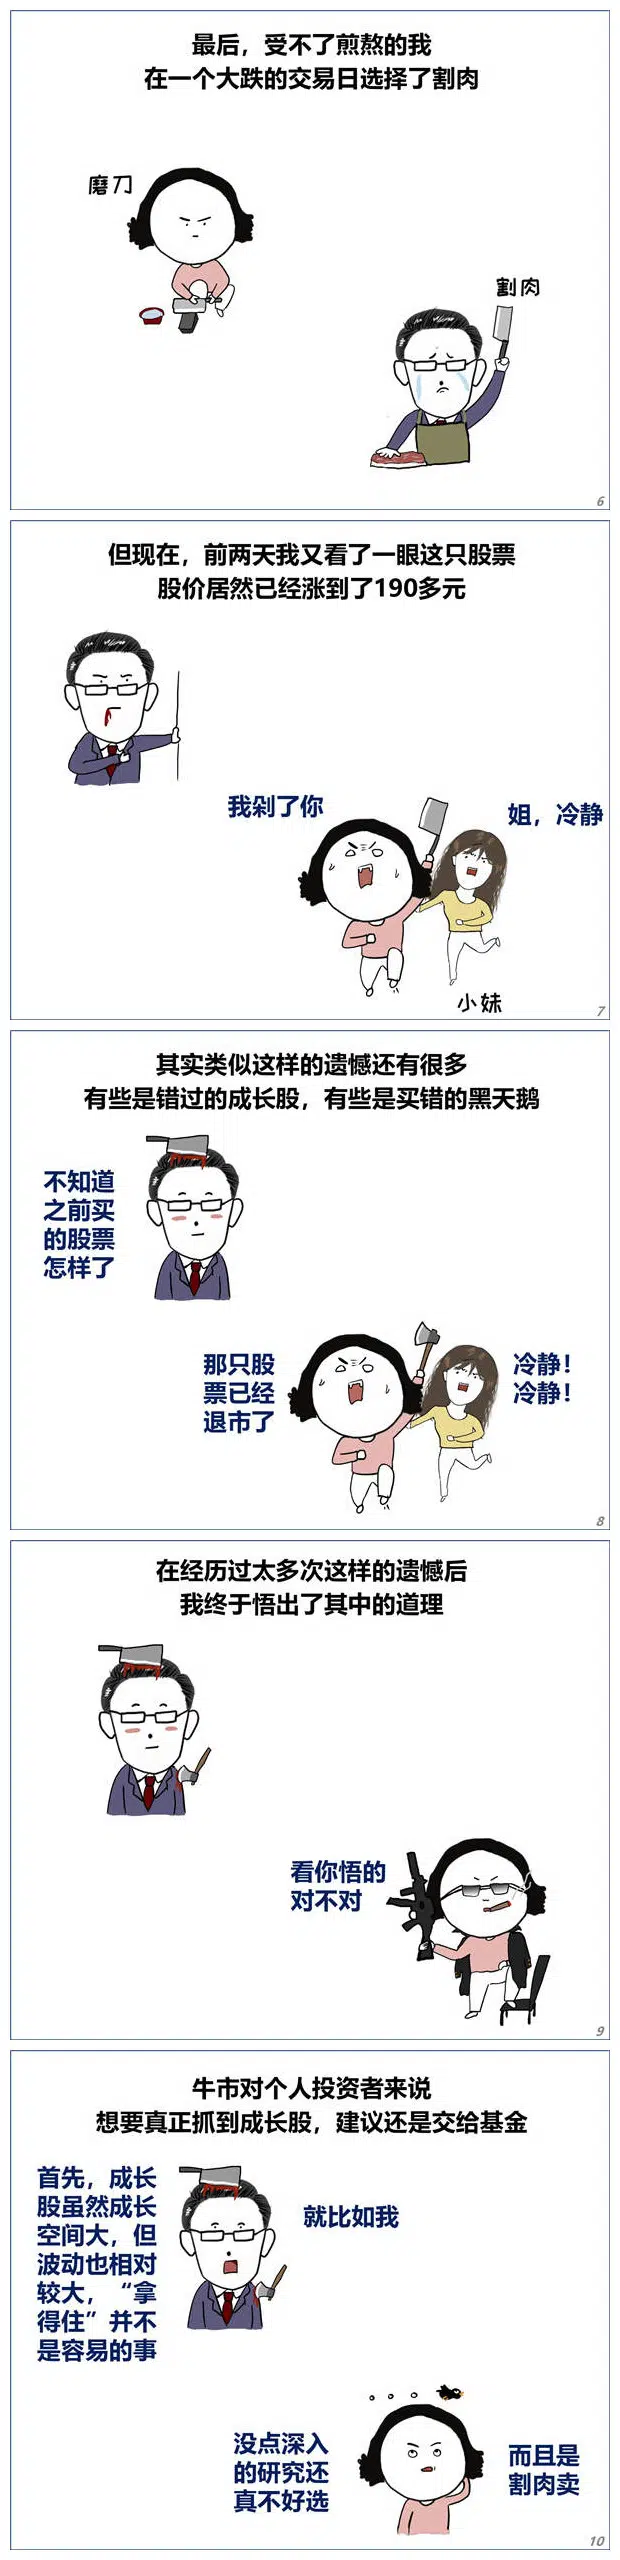 最后，受不了煎熬的我
在一个大跌的交易日选择了割肉
磨刀
割肉
6
但现在，前两天我又看了一眼这只股票
股价居然已经涨到了190多元
我剁了你
姐，冷静
小妹
7
其实类似这样的遗憾还有很多
有些是错过的成长股，有些是买错的黑天鹅
不知道
之前买
的股票
怎样了
那只股
票已经
退市了
冷静！
冷静！
8
在经历过太多次这样的遗憾后
我终于悟出了其中的道理
看你悟的
对不对
9
牛市对个人投资者来说
想要真正抓到成长股，建议还是交给基金
首先，成长
股虽然成长
空间大，但
波动也相对
较大，“拿
得住”并不
是容易的事
就比如我
没点深入
的研究还
真不好选
而且是
割肉卖
10